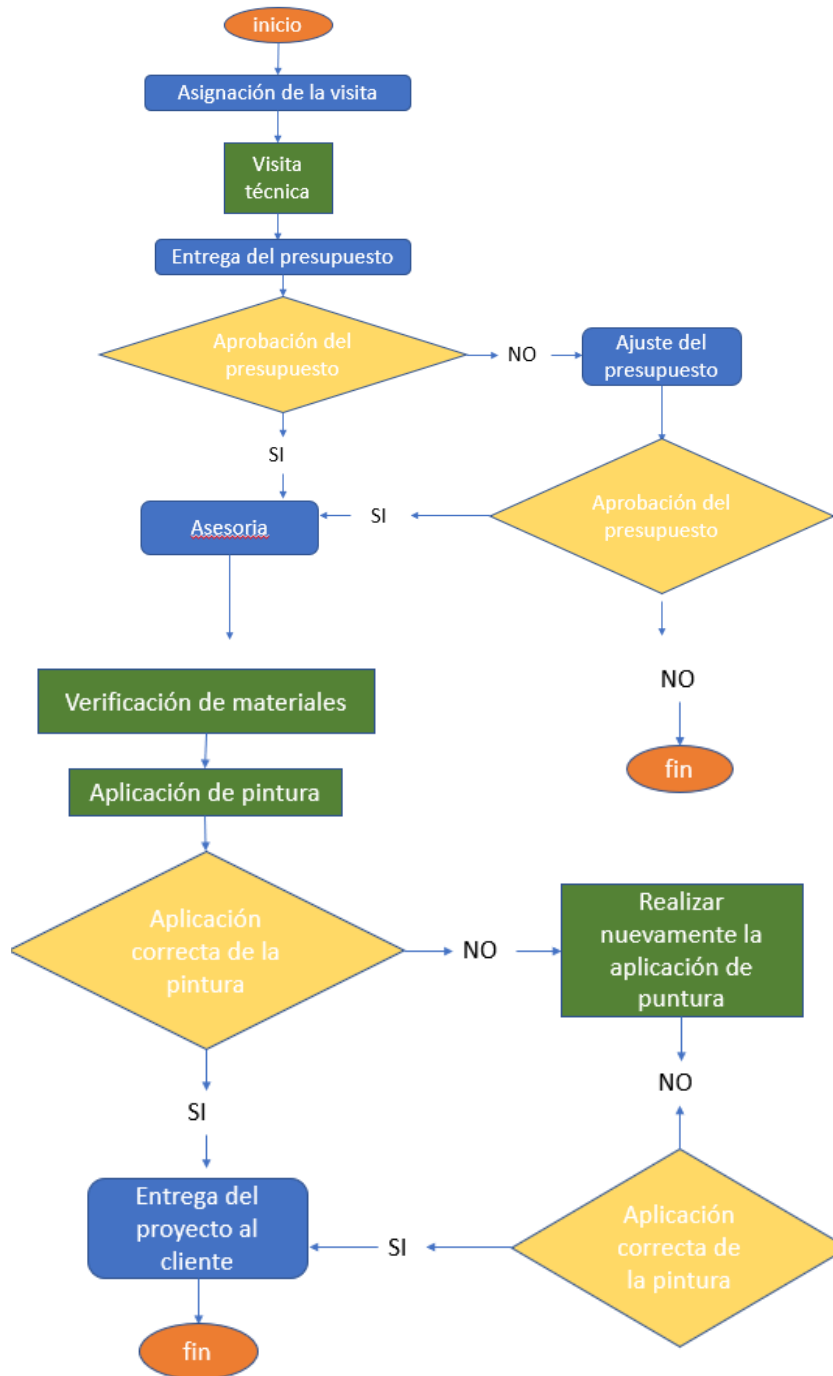 inicio
Asignación de la visita
Visita
técnica
Entrega del presupuesto
Aprobación del
presupuesto
NO
Ajuste del
presupuesto
SI
Asesoria
SI
Aprobación del
presupuesto
NO
fin
Verificación de materiales
Aplicación de pintura
Aplicación
correcta de la
pintura
NO
Realizar
nuevamente la
aplicación de
puntura
NO
SI
Entrega del
proyecto al
cliente
SI
Aplicación
correcta de
la pintura
fin